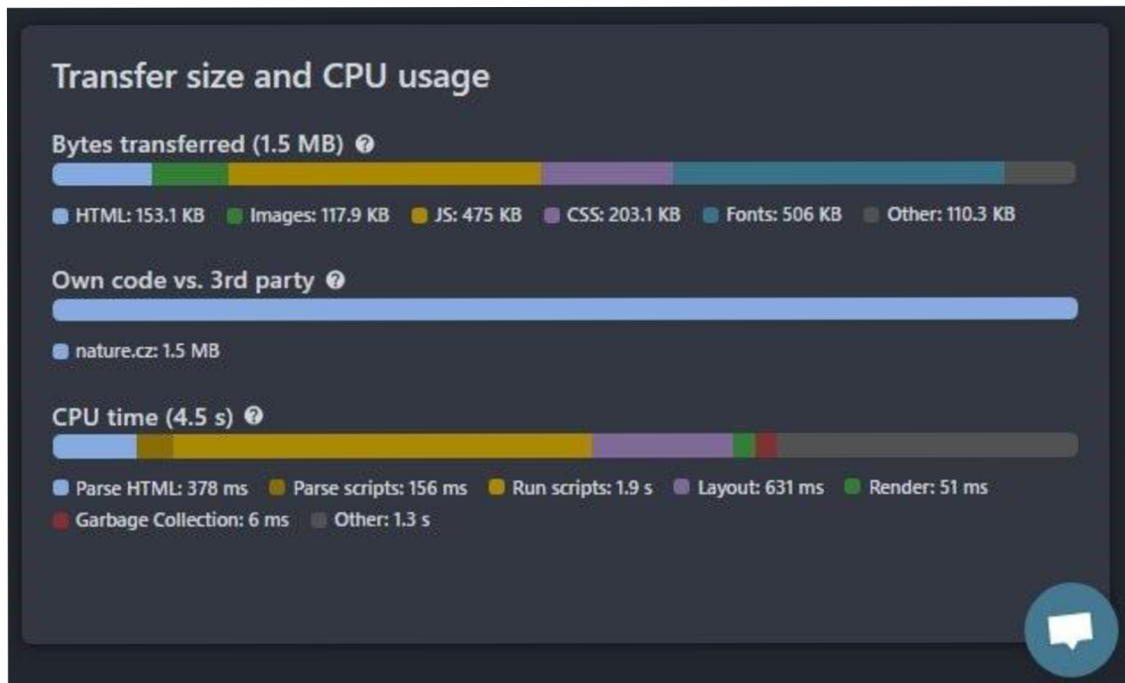 Transfer size and CPU usage
Bytes transferred (1.5 MB) ?
HTML: 153.1 KB Images: 117.9 KB JS: 475 KB CSS: 203.1 KB Fonts: 506 KB Other: 110.3 KB
Own code vs. 3rd party ?
nature.cz: 1.5 MB
CPU time (4.5 s) ?
Parse HTML: 378 ms Parse scripts: 156 ms Run scripts: 1.9 s Layout: 631 ms Render: 51 ms
Garbage Collection: 6 ms Other: 1.3 s